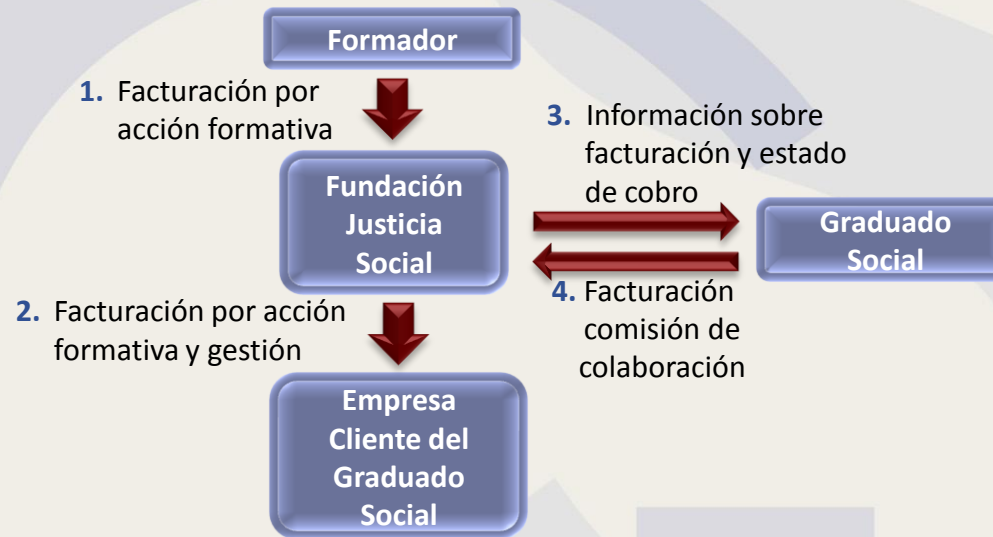 Formador
1. Facturación por
acción formativa
Fundación
Justicia
Social
3. Información sobre
facturación y estado
de cobro
Graduado
Social
4. Facturación
comisión de
colaboración
2. Facturación por acción
formativa y gestión
Empresa
Cliente del
Graduado
Social